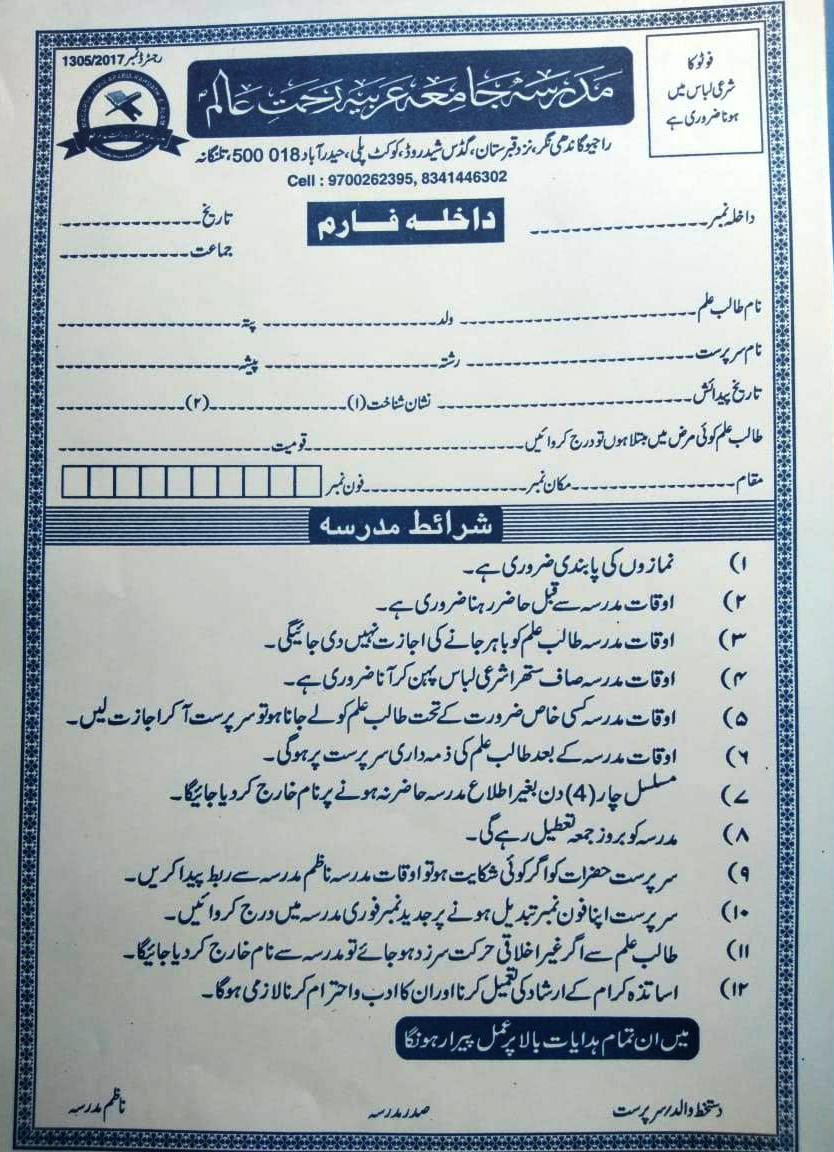 رجسٹرڈ نمبر 1305/2017
فوٹو کا
شرعی لباس میں
ہونا ضروری ہے
مَدرسہ جامعہ عربیہ رحمتِ عالم ؐ
راجیو گاندھی نگر، نزد قبرستان، گڈس شیڈ روڈ، کوکٹ پلی، حیدرآباد 018 500، تلنگانہ
Cell : 9700262395, 8341446302
داخلہ نمبر
داخلہ فارم
تاریخ
جماعت
نام طالب علم ولد پتہ
نام سرپرست رشتہ پیشہ
تاریخ پیدائش نشان شناخت (۱) (۲)
طالب علم کوئی مرض میں مبتلا ہوں تو درج کروائیں قومیت
مقام مکان نمبر فون نمبر
شرائط مدرسہ
۱) نمازوں کی پابندی ضروری ہے۔
۲) اوقات مدرسہ سے قبل حاضر رہنا ضروری ہے۔
۳) اوقات مدرسہ طالب علم کو باہر جانے کی اجازت نہیں دی جائیگی۔
۴) اوقات مدرسہ صاف ستھرا شرعی لباس پہن کر آنا ضروری ہے۔
۵) اوقات مدرسہ کسی خاص ضرورت کے تحت طالب علم کو لے جانا ہو تو سرپرست آکر اجازت لیں۔
۶) اوقات مدرسہ کے بعد طالب علم کی ذمہ داری سرپرست پر ہوگی۔
۷) مسلسل چار (4) دن بغیر اطلاع مدرسہ حاضر نہ ہونے پر نام خارج کردیا جائیگا۔
۸) مدرسہ کو بروز جمعہ تعطیل رہے گی۔
۹) سرپرست حضرات کو اگر کوئی شکایت ہو تو اوقات مدرسہ ناظم مدرسہ سے ربط پیدا کریں۔
۱۰) سرپرست اپنا فون نمبر تبدیل ہونے پر جدید نمبر فوری مدرسہ میں درج کروائیں۔
۱۱) طالب علم سے اگر غیر اخلاقی حرکت سرزد ہوجائے تو مدرسہ سے نام خارج کردیا جائیگا۔
۱۲) اساتذہ کرام کے ارشاد کی تعمیل کرنا اور ان کا ادب و احترام کرنا لازمی ہوگا۔
میں ان تمام ہدایات بالا پر عمل پیرا رہونگا
دستخط والد/سرپرست صدر مدرسہ ناظم مدرسہ